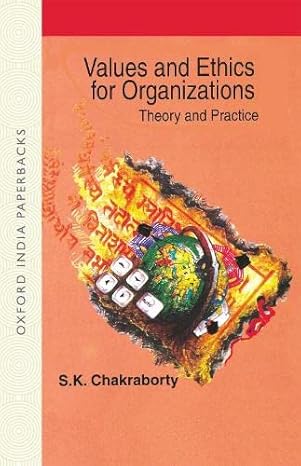 OXFORD INDIA PAPERBACKS
Values and Ethics
for Organizations
Theory and Practice
S.K. Chakraborty